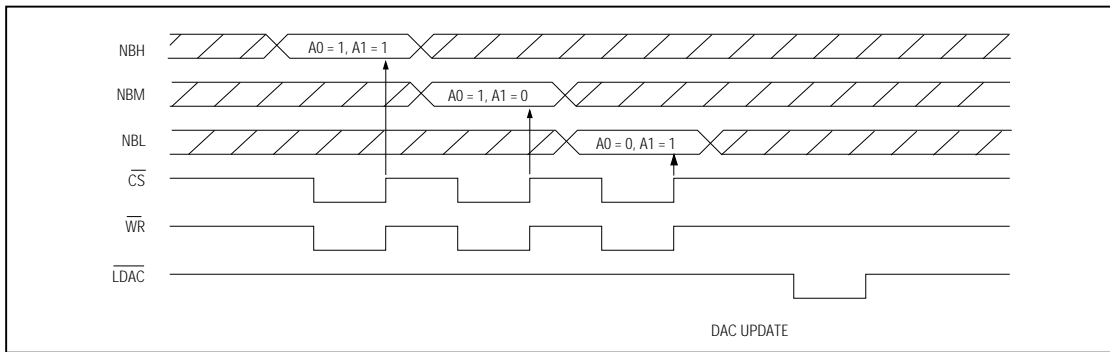 NBH
A0 = 1, A1 = 1
NBM
A0 = 1, A1 = 0
NBL
A0 = 0, A1 = 1
CS
WR
LDAC
DAC UPDATE